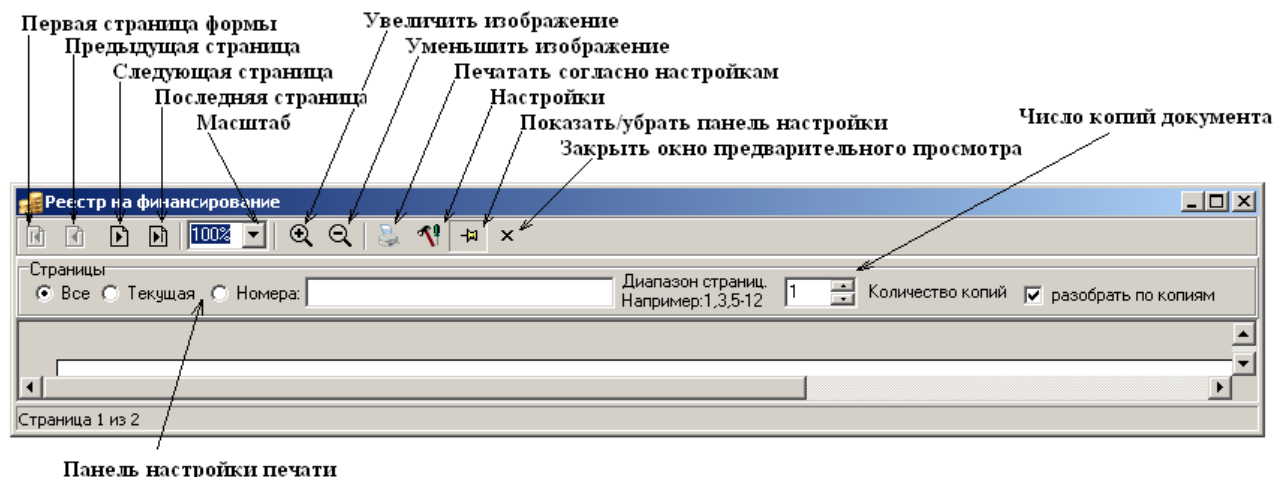 Первая страница формы
Увеличить изображение
Предыдущая страница
Уменьшить изображение
Следующая страница
Печатать согласно настройкам
Последняя страница
Настройки
Масштаб
Показать/убрать панель настройки
Число копий документа
Закрыть окно предварительного просмотра
Реестр на финансирование
100%
Страницы
Все
Текущая
Номера:
Диапазон страниц.
Например:1,3,5-12
1
Количество копий
разобрать по копиям
Страница 1 из 2
Панель настройки печати